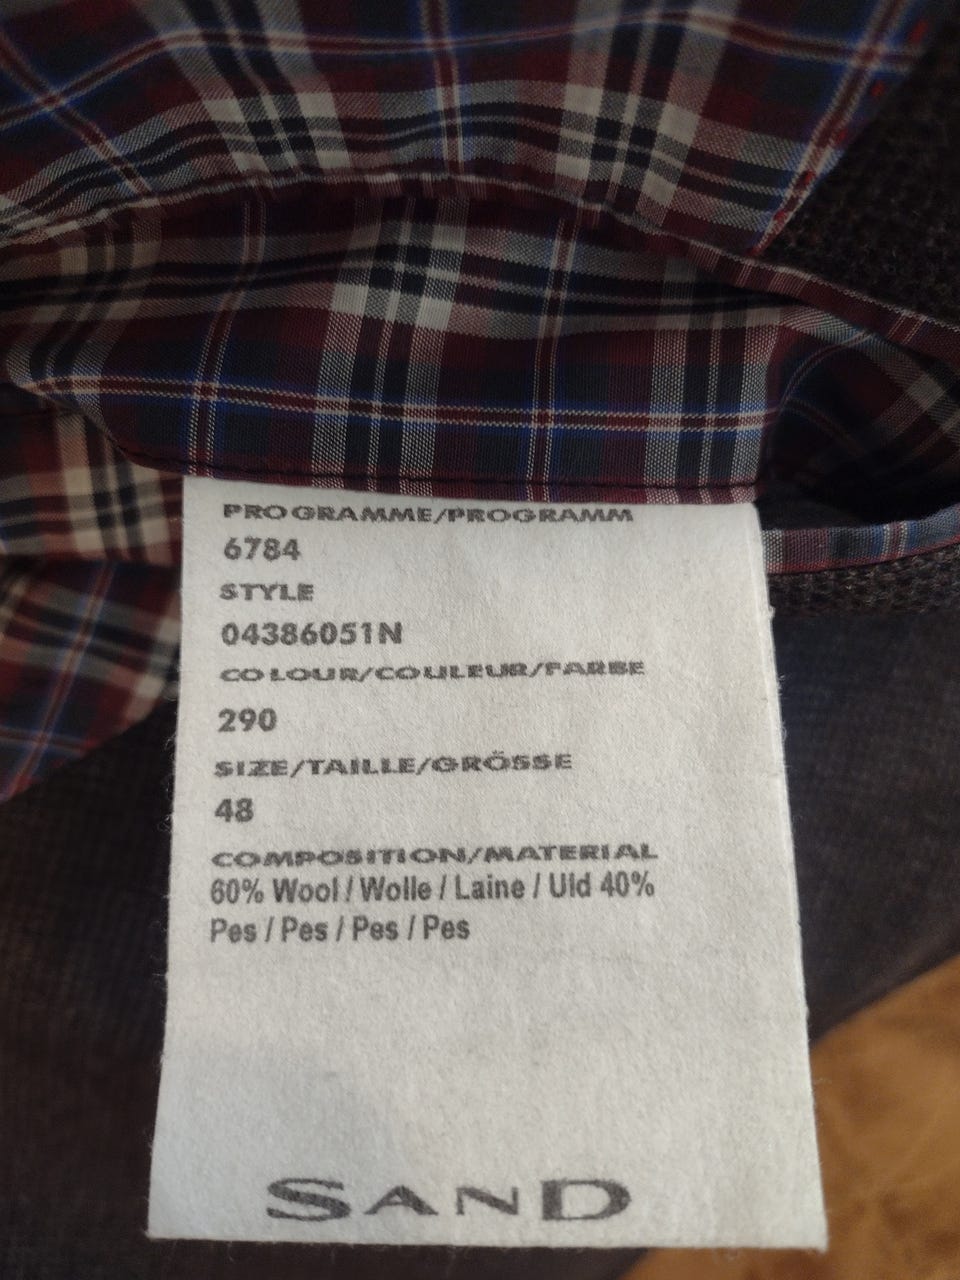 PROGRAMME/PROGRAMM
6784
STYLE
04386051N
COLOUR/COULEUR/FARBE
290
SIZE/TAILLE/GRÖSSE
48
COMPOSITION/MATERIAL
60% Wool / Wolle / Laine / Uld 40%
Pes / Pes / Pes / Pes
SAND